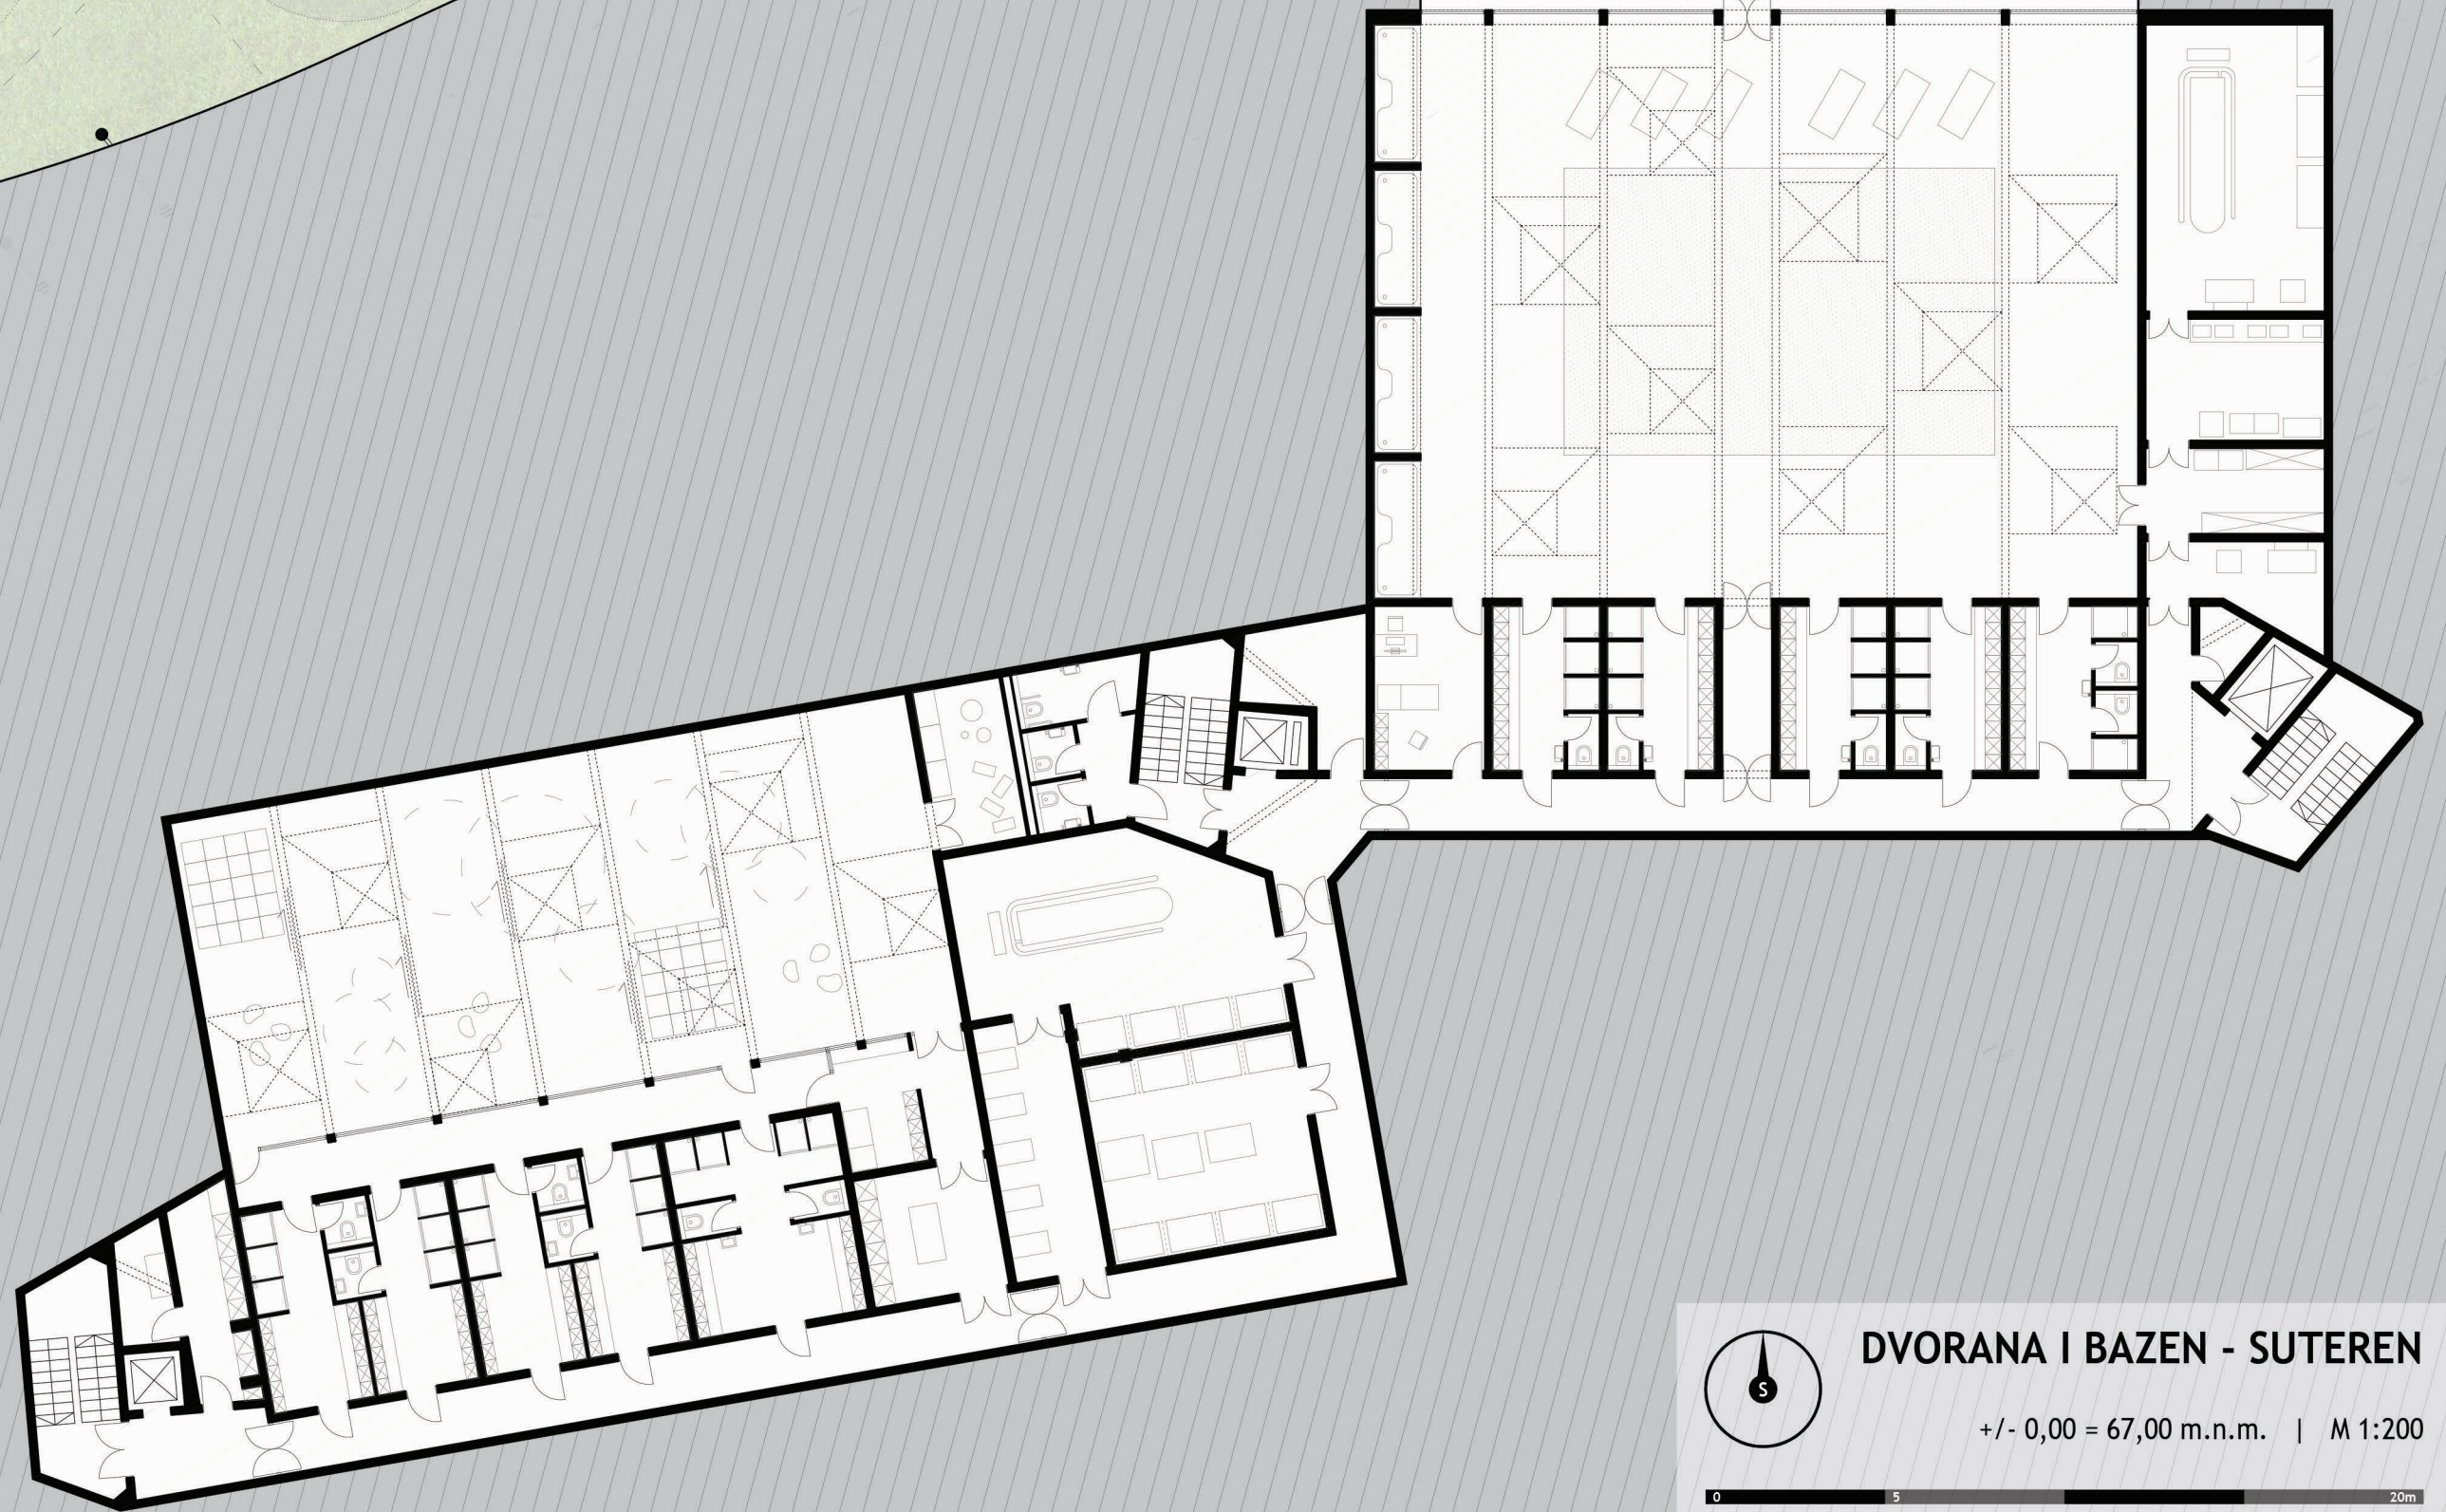 DVORANA I BAZEN - SUTEREN
S
+/- 0,00 = 67,00 m.n.m. | M 1:200
0 5 20m